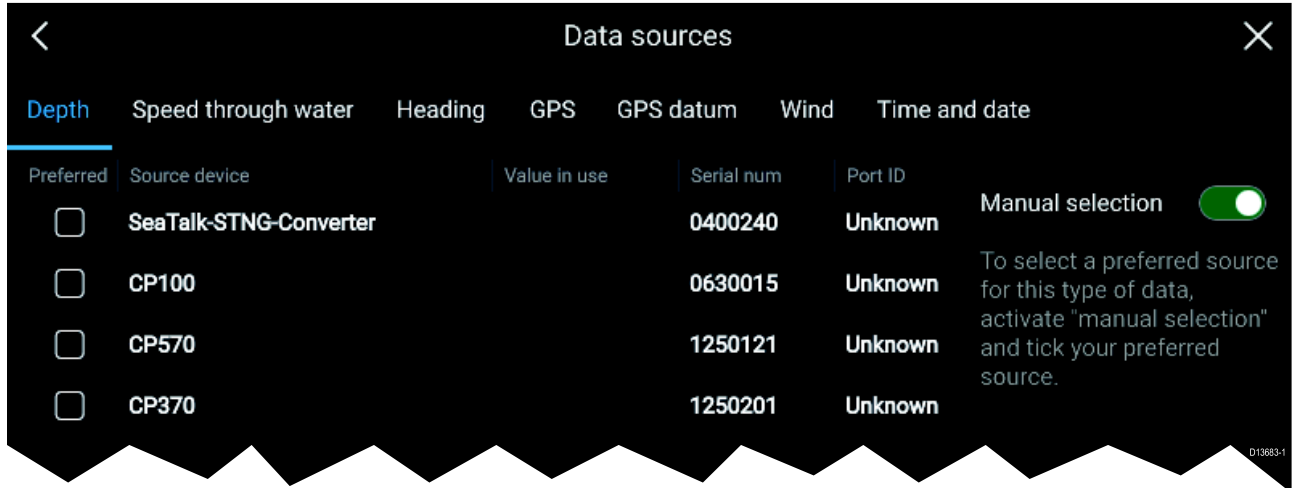 Data sources
Depth Speed through water Heading GPS GPS datum Wind Time and date
Preferred Source device Value in use Serial num Port ID
SeaTalk-STNG-Converter 0400240 Unknown
CP100 0630015 Unknown
CP570 1250121 Unknown
CP370 1250201 Unknown
Manual selection
To select a preferred source
for this type of data,
activate "manual selection"
and tick your preferred
source.
D13683-1